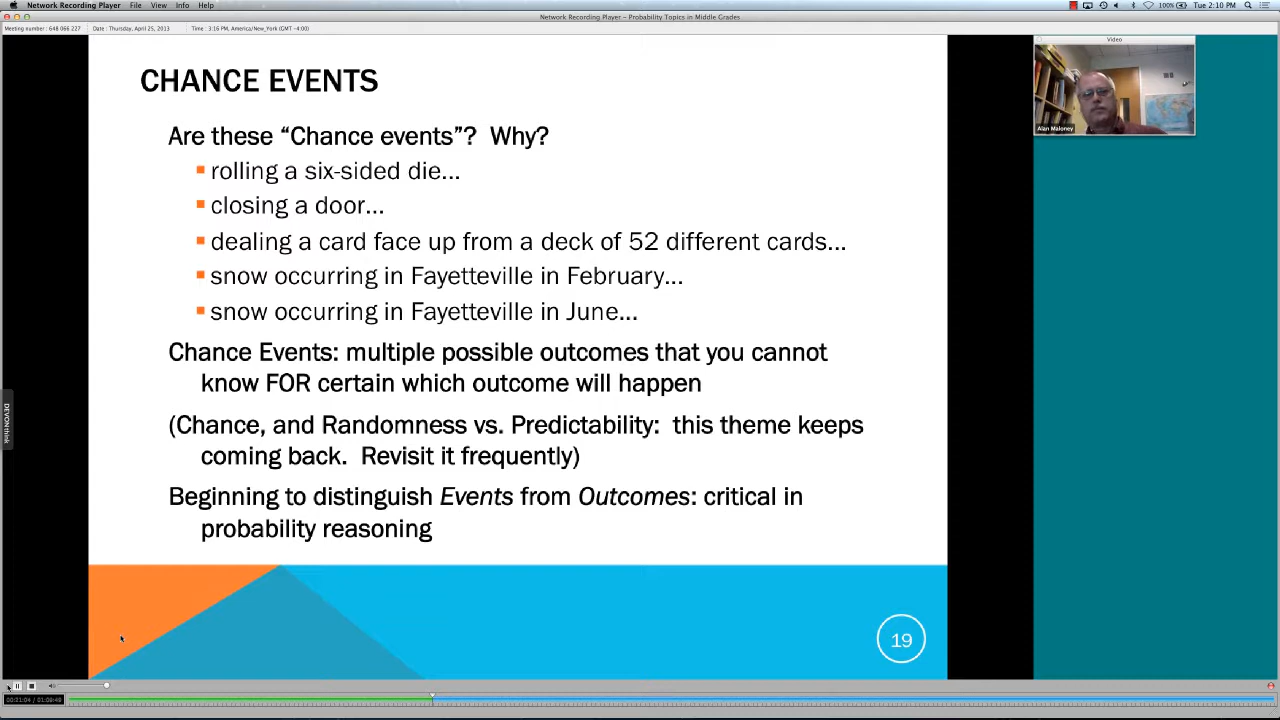 Network Recording Player File View Info Help
100% Tue 2:10 PM
Network Recording Player – Probability Topics in Middle Grades
Meeting number : 648 066 227 Date : Thursday, April 25, 2013 Time : 3:16 PM, America/New_York (GMT -4:00)
Video
CHANCE EVENTS
Alan Maloney
Are these “Chance events”? Why?
rolling a six-sided die...
closing a door...
dealing a card face up from a deck of 52 different cards...
snow occurring in Fayetteville in February...
snow occurring in Fayetteville in June...
Chance Events: multiple possible outcomes that you cannot
know FOR certain which outcome will happen
(Chance, and Randomness vs. Predictability: this theme keeps
coming back. Revisit it frequently)
Beginning to distinguish Events from Outcomes: critical in
probability reasoning
DEVONthink
19